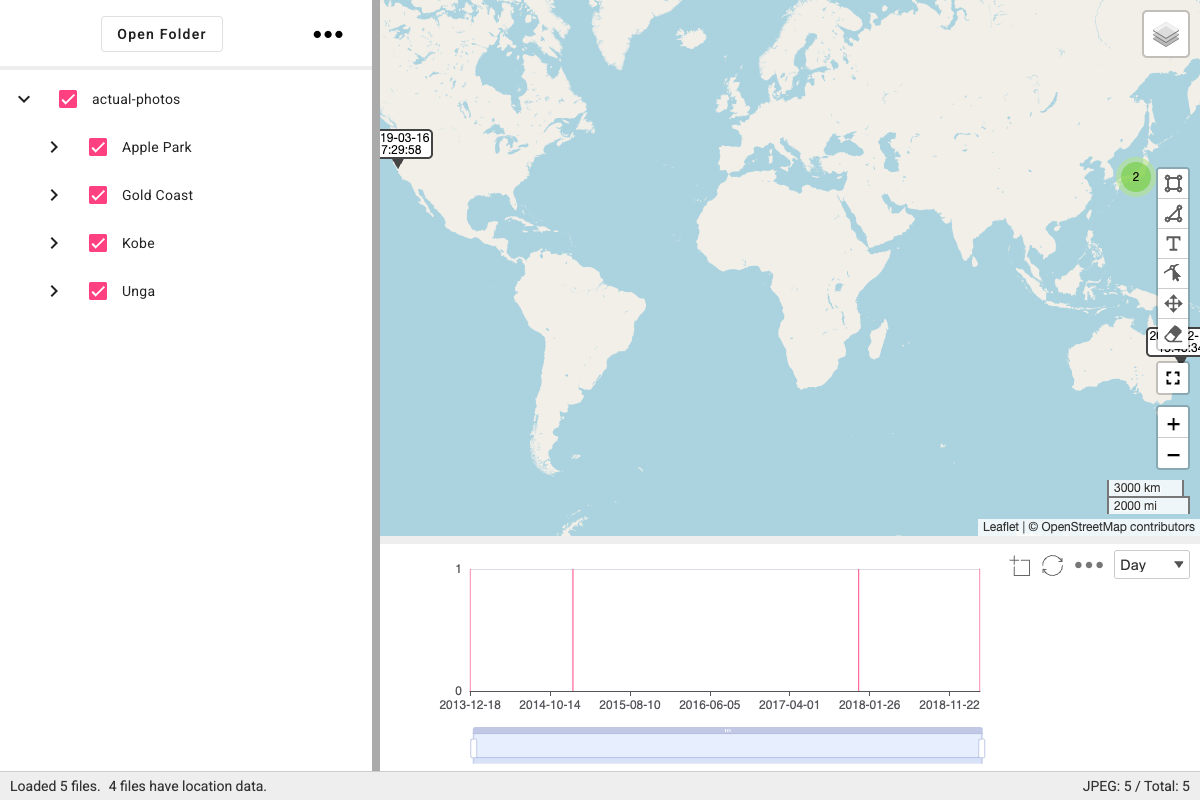 Open Folder
actual-photos
Apple Park
Gold Coast
Kobe
Unga
19-03-16
7:29:58
2
T
+
−
3000 km
2000 mi
Leaflet | © OpenStreetMap contributors
Day
1
0
2013-12-18 2014-10-14 2015-08-10 2016-06-05 2017-04-01 2018-01-26 2018-11-22
Loaded 5 files. 4 files have location data.
JPEG: 5 / Total: 5